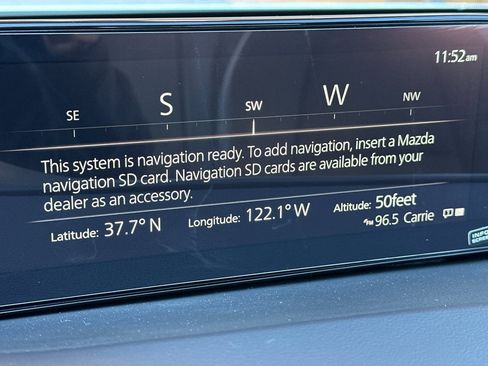 11:52am
SE S SW W NW
This system is navigation ready. To add navigation, insert a Mazda
navigation SD card. Navigation SD cards are available from your
dealer as an accessory.
Latitude: 37.7° N Longitude: 122.1° W Altitude: 50feet
96.5 Carrie
INFO
SCREEN